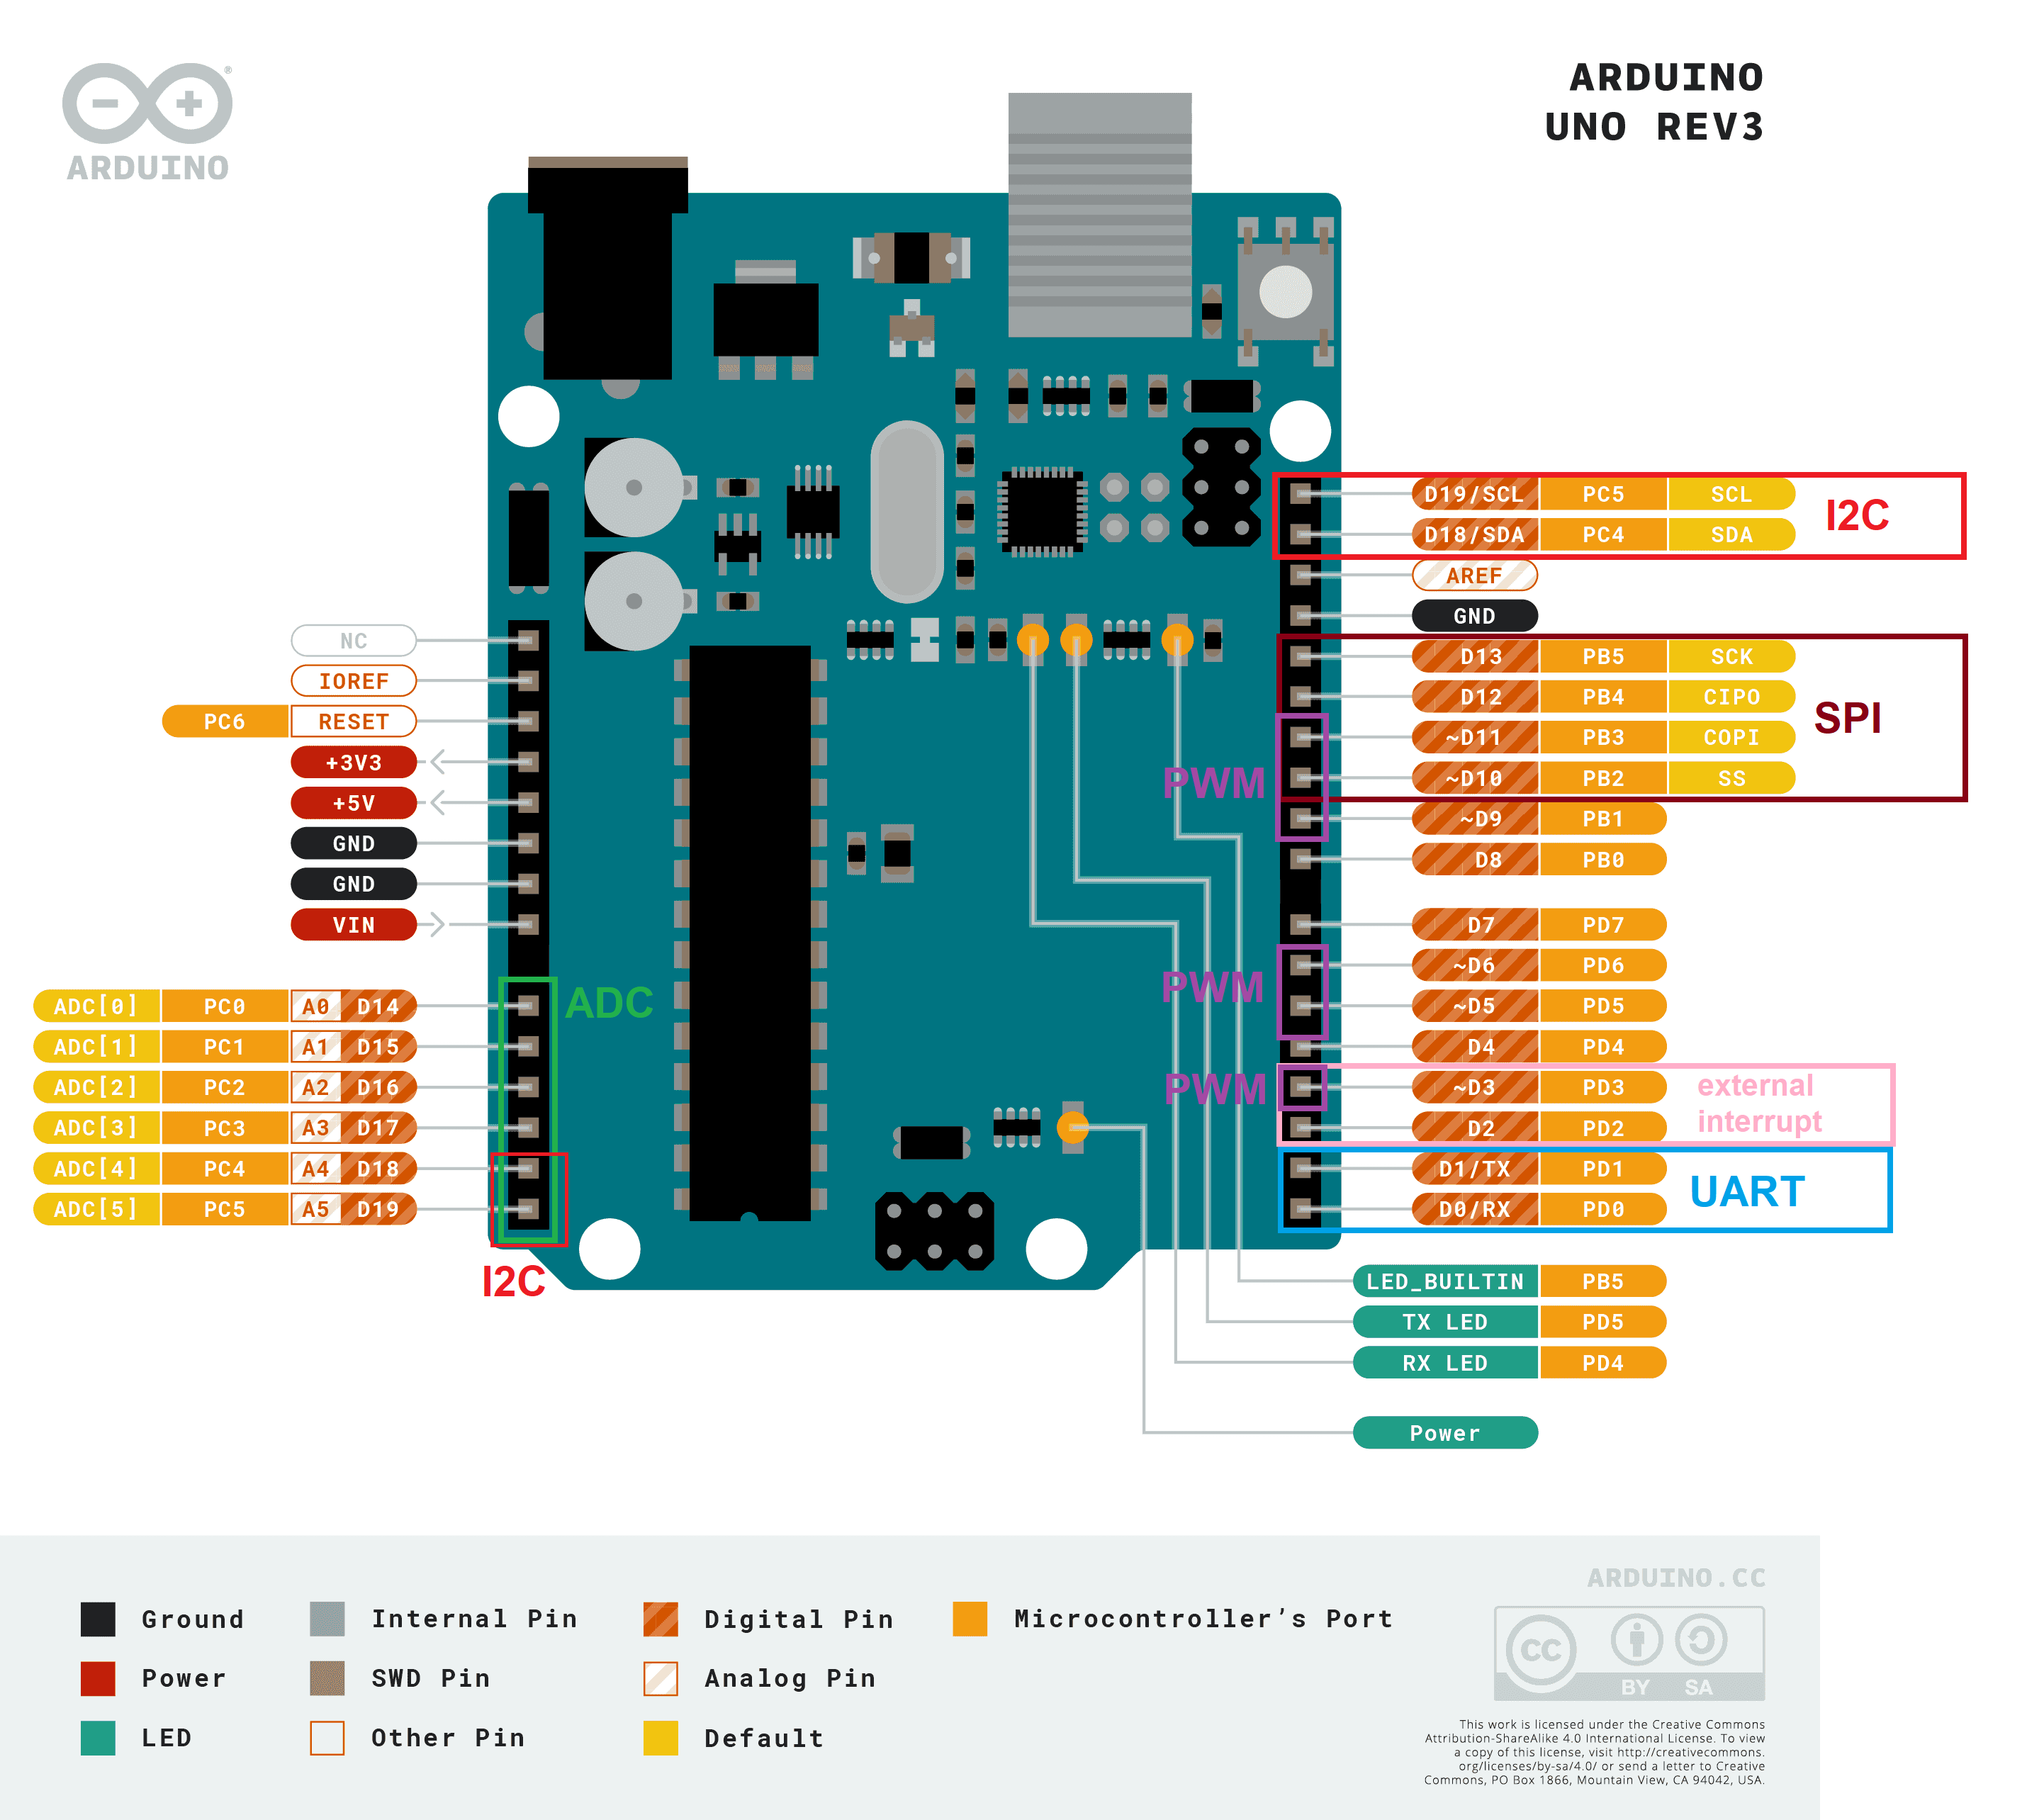 ARDUINO
UNO REV3
®
ARDUINO
D19/SCL PC5 SCL
I2C
D18/SDA PC4 SDA
AREF
GND
D13 PB5 SCK
D12 PB4 CIPO
SPI
~D11 PB3 COPI
~D10 PB2 SS
PWM
~D9 PB1
D8 PB0
D7 PD7
~D6 PD6
PWM
~D5 PD5
D4 PD4
PWM
~D3 PD3
external
interrupt
D2 PD2
D1/TX PD1
UART
D0/RX PD0
NC
IOREF
PC6 RESET
+3V3
+5V
GND
GND
VIN
ADC
ADC[0] PC0 A0 D14
ADC[1] PC1 A1 D15
ADC[2] PC2 A2 D16
ADC[3] PC3 A3 D17
ADC[4] PC4 A4 D18
ADC[5] PC5 A5 D19
I2C
LED_BUILTIN PB5
TX LED PD5
RX LED PD4
Power
Ground
Power
LED
Internal Pin
SWD Pin
Other Pin
Digital Pin
Analog Pin
Default
Microcontroller’s Port
ARDUINO.CC
CC
BY SA
This work is licensed under the Creative Commons
Attribution-ShareAlike 4.0 International License. To view
a copy of this license, visit http://creativecommons.
org/licenses/by-sa/4.0/ or send a letter to Creative
Commons, PO Box 1866, Mountain View, CA 94042, USA.